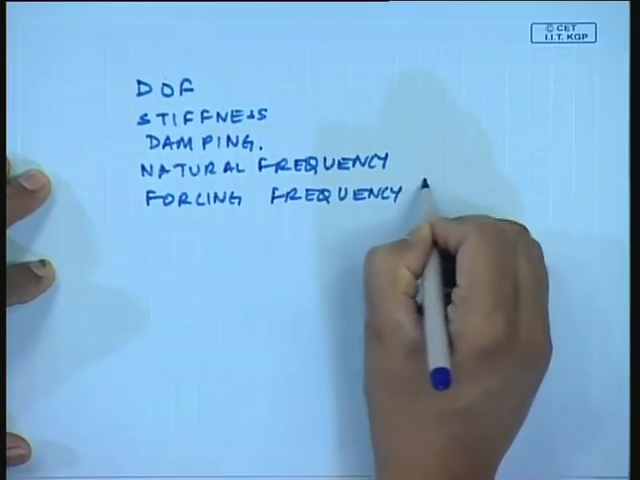 © CET
I.I.T. KGP
DOF
STIFFNESS
DAMPING.
NATURAL FREQUENCY
FORCING FREQUENCY